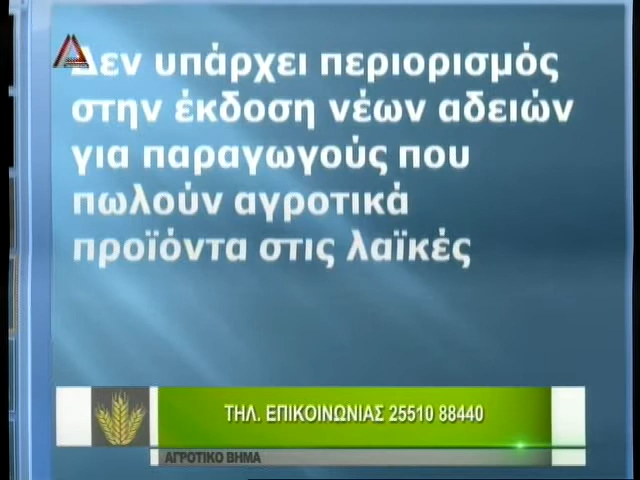 Δεν υπάρχει περιορισμός
στην έκδοση νέων αδειών
για παραγωγούς που
πωλούν αγροτικά
προϊόντα στις λαϊκές
ΤΗΛ. ΕΠΙΚΟΙΝΩΝΙΑΣ 25510 88440
ΑΓΡΟΤΙΚΟ ΒΗΜΑ